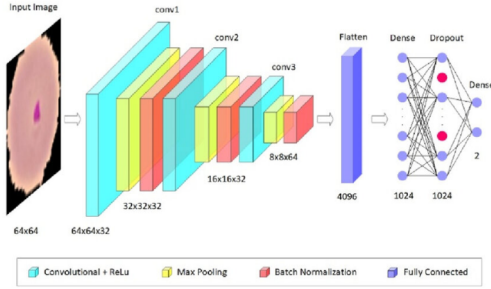 Input Image
conv1
conv2
conv3
Flatten
Dense
Dropout
Dense
64x64
64x64x32
32x32x32
16x16x32
8x8x64
4096
1024
1024
2
Convolutional + ReLu
Max Pooling
Batch Normalization
Fully Connected